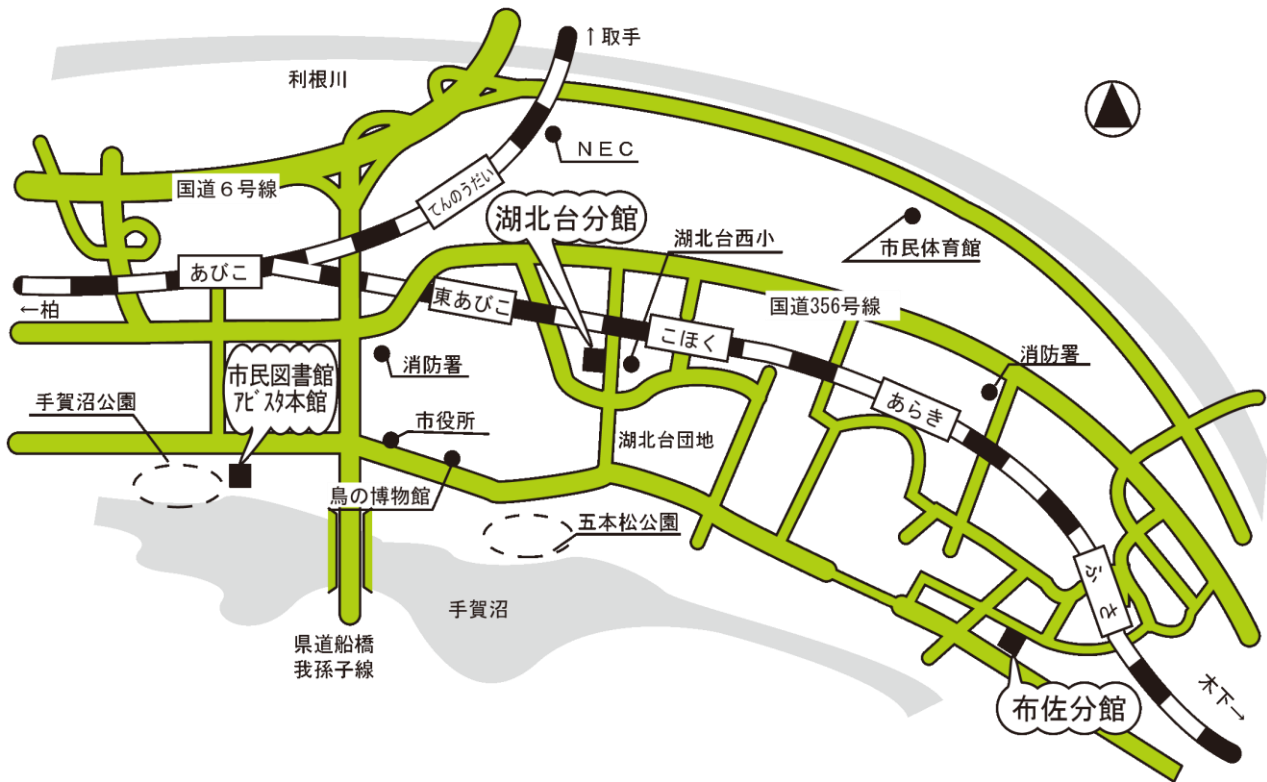 ↑取手
利根川
NEC
国道6号線
てんのうだい
湖北台分館
湖北台西小
市民体育館
あびこ
←柏
東あびこ
国道356号線
こほく
消防署
消防署
市民図書館
アビスタ本館
手賀沼公園
あらき
市役所
湖北台団地
鳥の博物館
五本松公園
ふさ
手賀沼
県道船橋
我孫子線
布佐分館
木下→